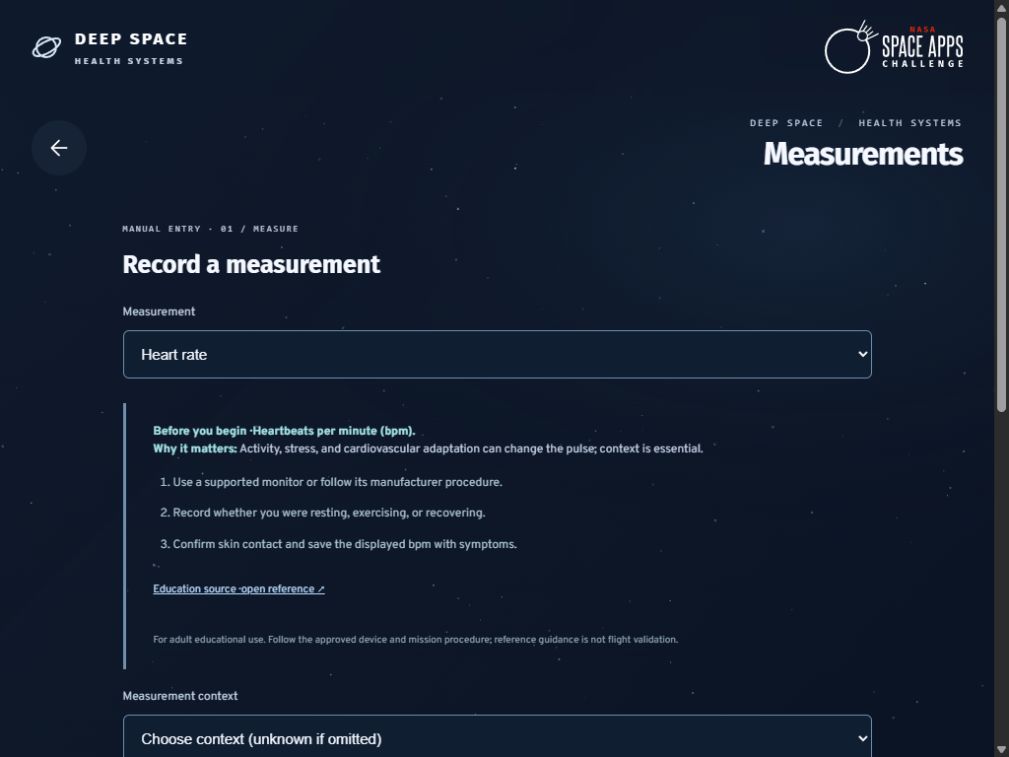 DEEP SPACE
HEALTH SYSTEMS
NASA
SPACE APPS
CHALLENGE
DEEP SPACE / HEALTH SYSTEMS
Measurements
MANUAL ENTRY · 01 / MEASURE
Record a measurement
Measurement
Heart rate
Before you begin ·Heartbeats per minute (bpm).
Why it matters: Activity, stress, and cardiovascular adaptation can change the pulse; context is essential.
1. Use a supported monitor or follow its manufacturer procedure.
2. Record whether you were resting, exercising, or recovering.
3. Confirm skin contact and save the displayed bpm with symptoms.
Education source ·open reference ↗
For adult educational use. Follow the approved device and mission procedure; reference guidance is not flight validation.
Measurement context
Choose context (unknown if omitted)